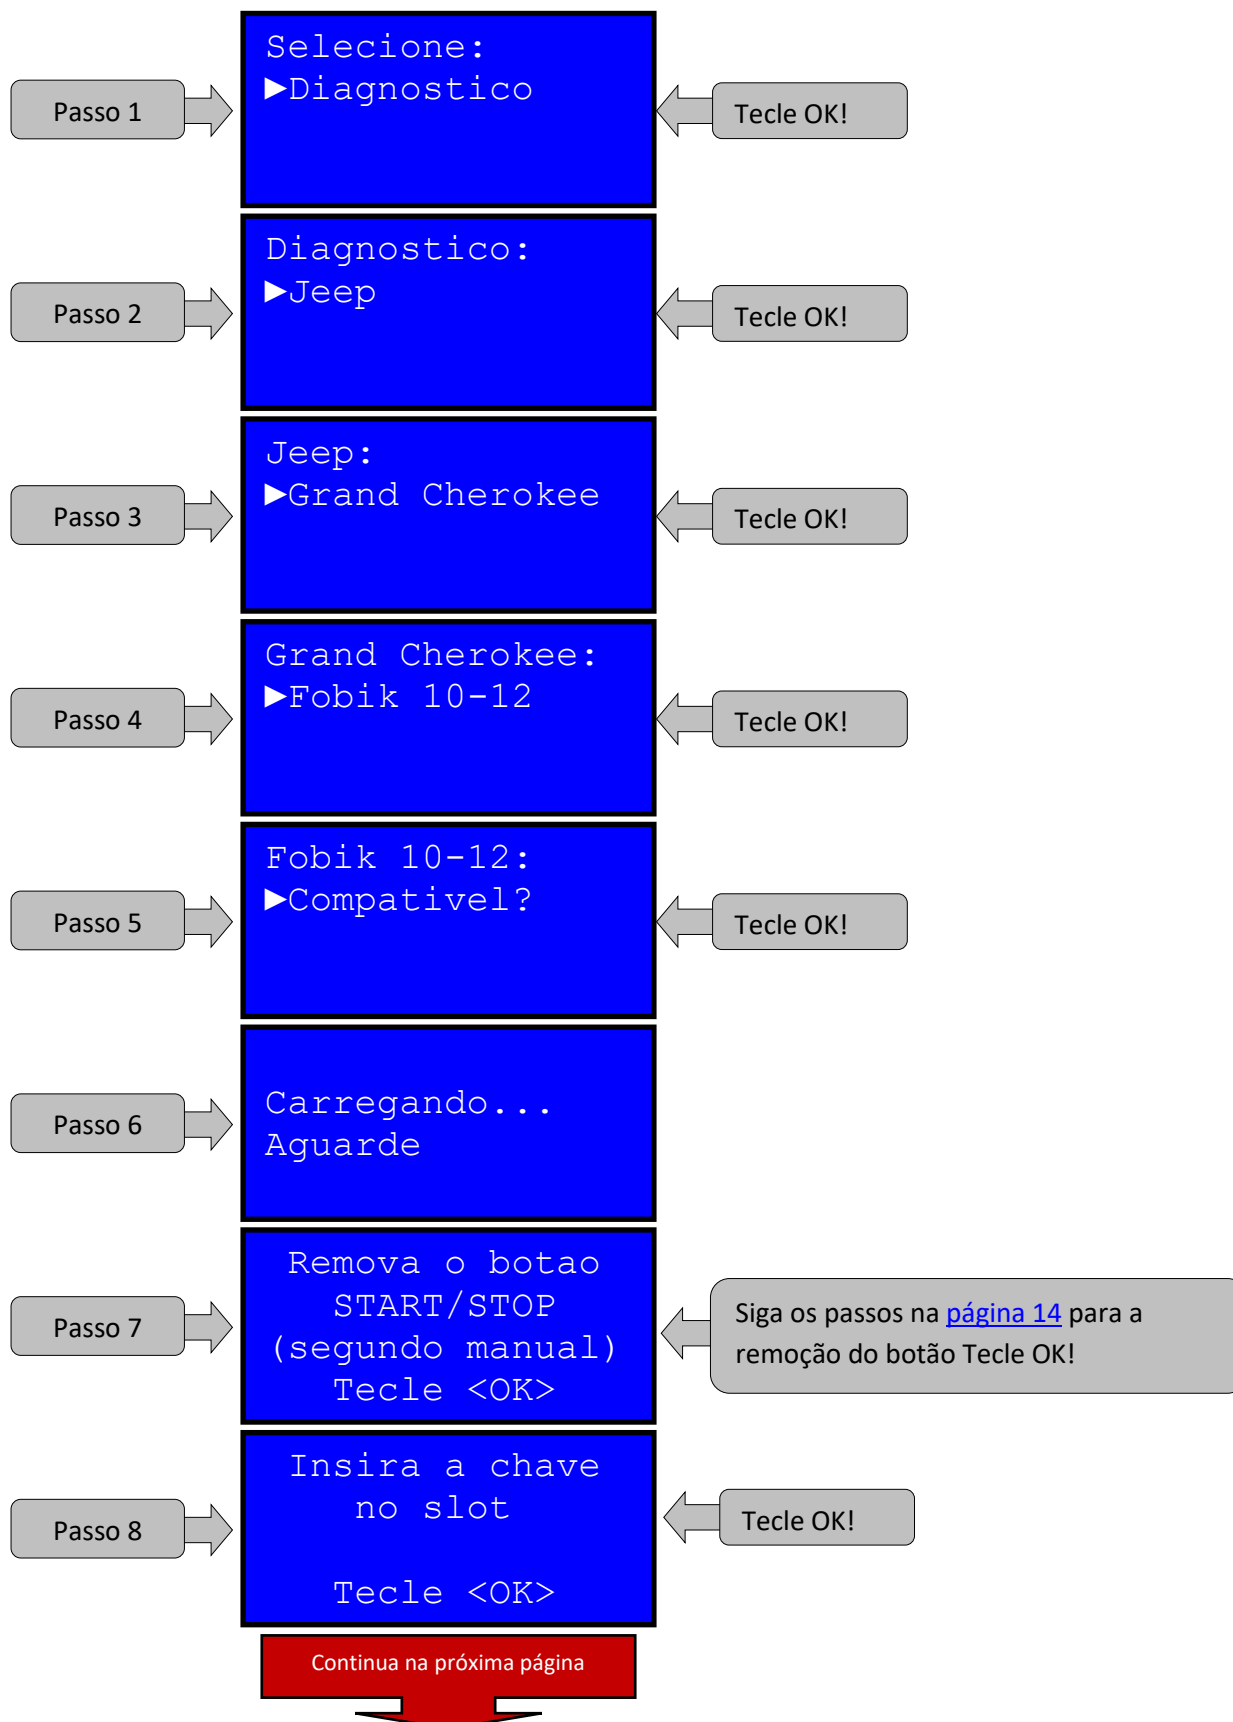 Selecione:
►Diagnostico
Passo 1
Tecle OK!
Diagnostico:
►Jeep
Passo 2
Tecle OK!
Jeep:
►Grand Cherokee
Passo 3
Tecle OK!
Grand Cherokee:
►Fobik 10-12
Passo 4
Tecle OK!
Fobik 10-12:
►Compativel?
Passo 5
Tecle OK!
Carregando...
Aguarde
Passo 6
Remova o botao
START/STOP
(segundo manual)
Tecle <OK>
Passo 7
Siga os passos na página 14 para a
remoção do botão Tecle OK!
Insira a chave
no slot
Tecle <OK>
Passo 8
Tecle OK!
Continua na próxima página